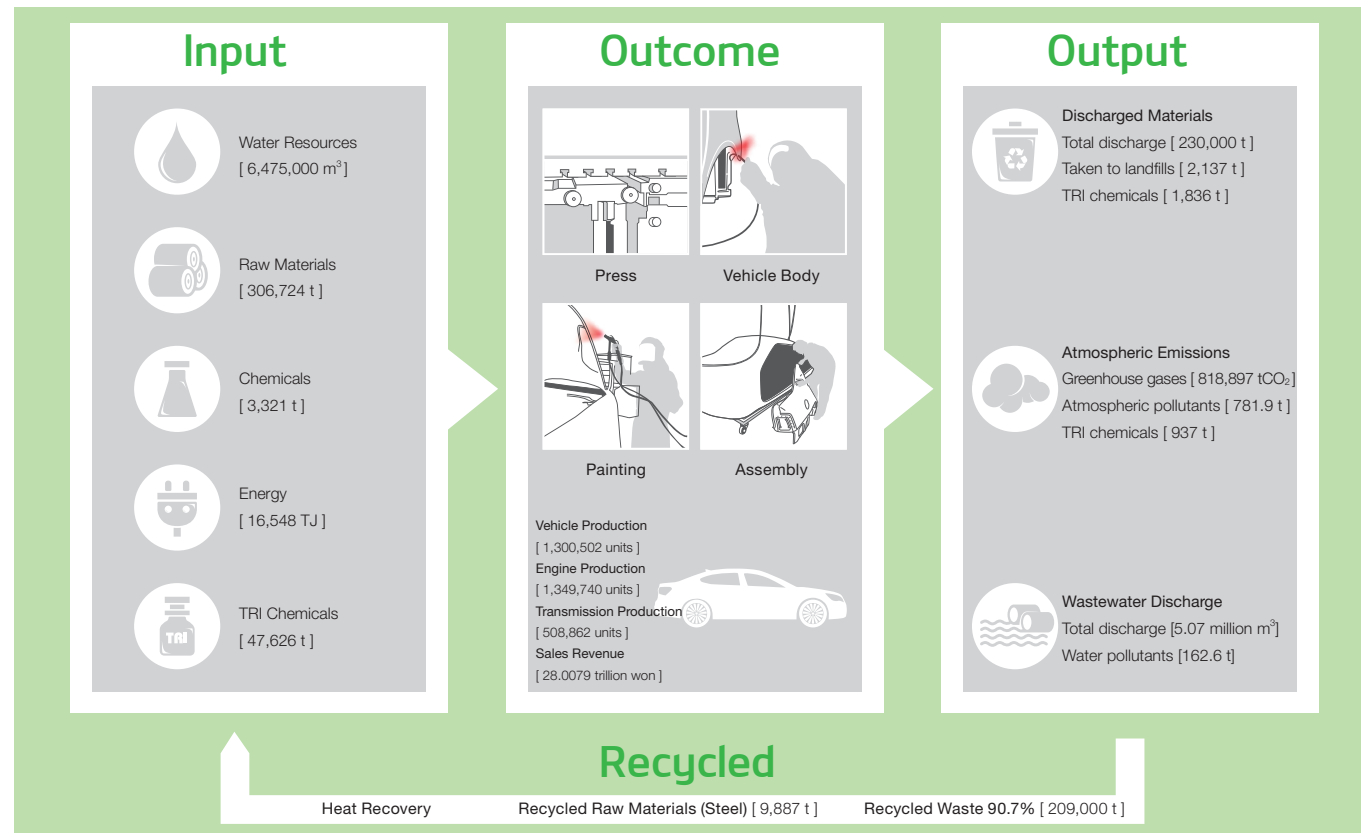 Input
Water Resources
[ 6,475,000 m³ ]
Raw Materials
[ 306,724 t ]
Chemicals
[ 3,321 t ]
Energy
[ 16,548 TJ ]
TRI
TRI Chemicals
[ 47,626 t ]
Outcome
Press
Vehicle Body
Painting
Assembly
Vehicle Production
[ 1,300,502 units ]
Engine Production
[ 1,349,740 units ]
Transmission Production
[ 508,862 units ]
Sales Revenue
[ 28.0079 trillion won ]
Output
Discharged Materials
Total discharge [ 230,000 t ]
Taken to landfills [ 2,137 t ]
TRI chemicals [ 1,836 t ]
Atmospheric Emissions
Greenhouse gases [ 818,897 tCO₂]
Atmospheric pollutants [ 781.9 t ]
TRI chemicals [ 937 t ]
Wastewater Discharge
Total discharge [5.07 million m³]
Water pollutants [162.6 t]
Recycled
Heat Recovery
Recycled Raw Materials (Steel) [ 9,887 t ]
Recycled Waste 90.7% [ 209,000 t ]